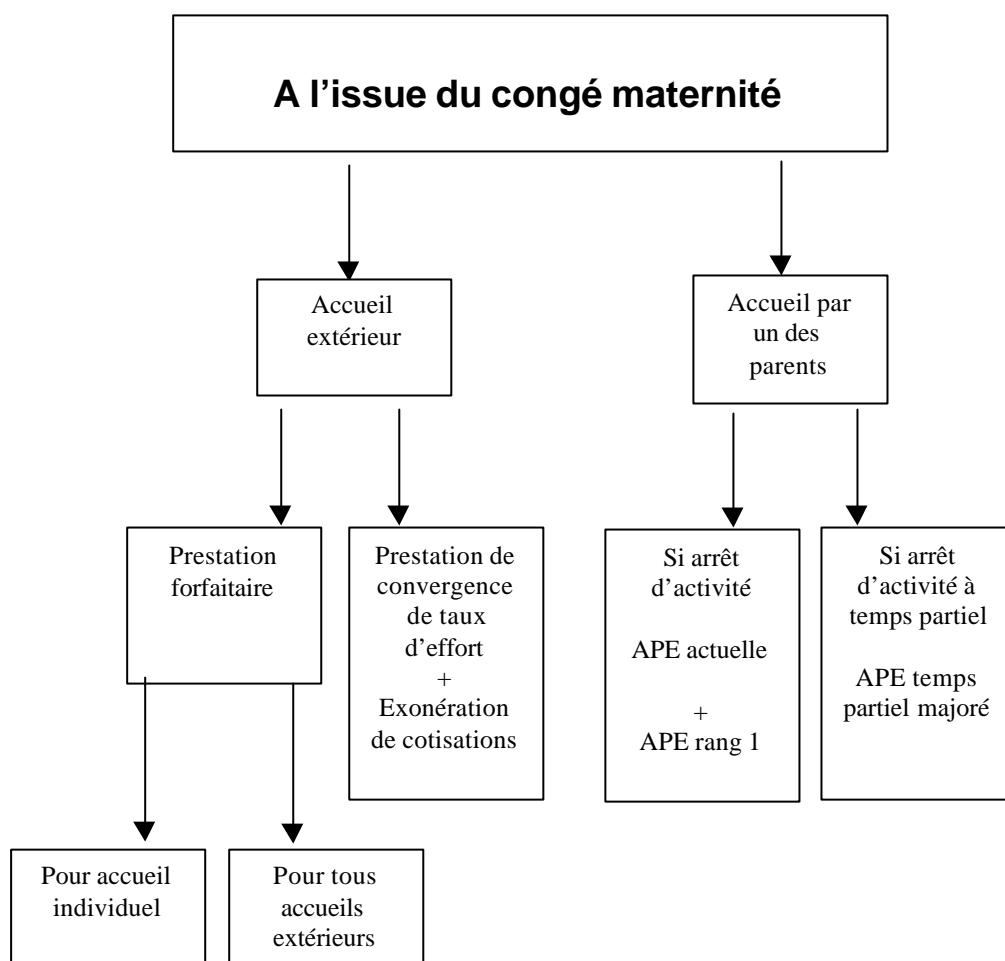 A l’issue du congé maternité
Accueil
extérieur
Accueil par
un des
parents
Prestation
forfaitaire
Prestation de
convergence
de taux
d’effort
+
Exonération
de cotisations
Si arrêt
d’activité
APE actuelle
+
APE rang 1
Si arrêt
d’activité à
temps partiel
APE temps
partiel majoré
Pour accueil
individuel
Pour tous
accueils
extérieurs